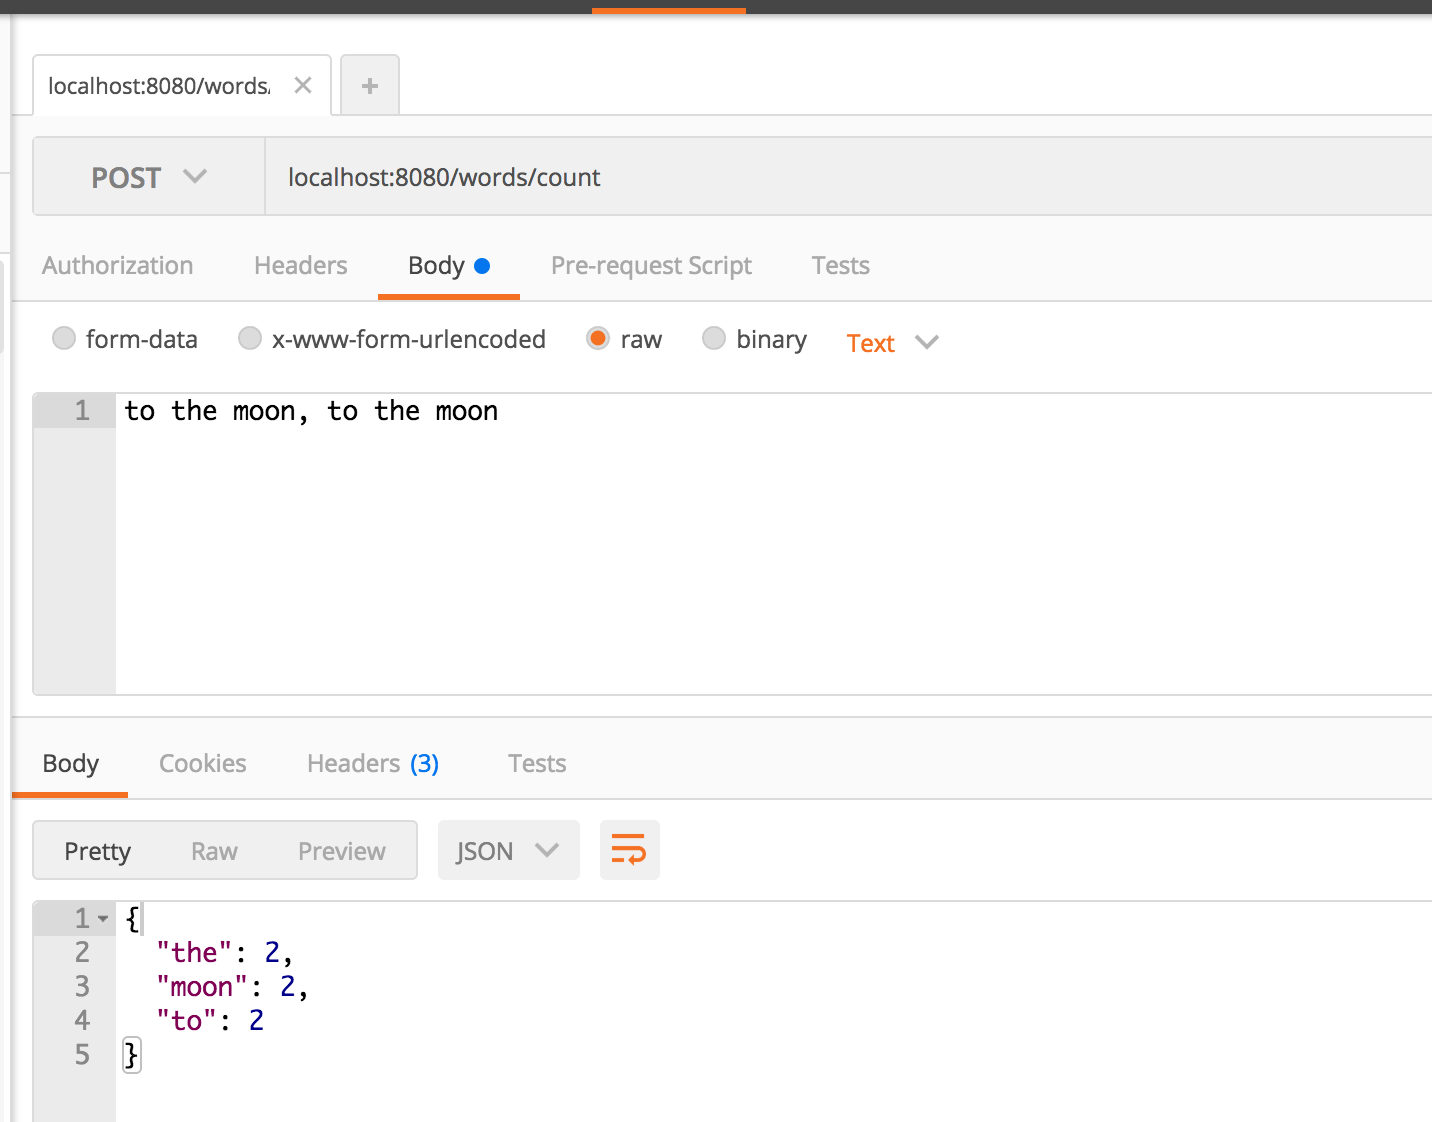 localhost:8080/words/
+
POST localhost:8080/words/count
Authorization Headers Body Pre-request Script Tests
form-data x-www-form-urlencoded raw binary Text
1 to the moon, to the moon
Body Cookies Headers (3) Tests
Pretty Raw Preview JSON
1 {
2 "the": 2,
3 "moon": 2,
4 "to": 2
5 }